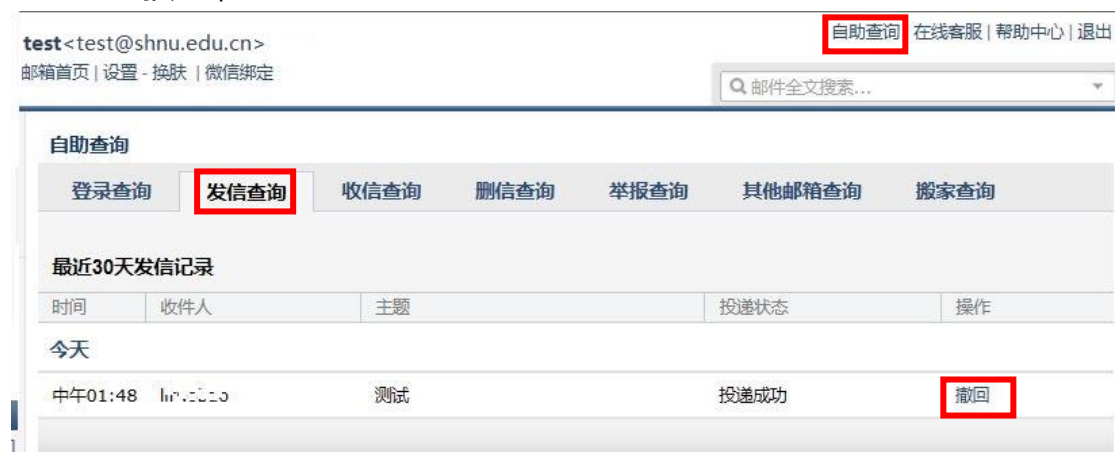 自助查询 在线客服 | 帮助中心 | 退出
test<test@shnu.edu.cn>
邮箱首页 | 设置 - 换肤 | 微信绑定
邮件全文搜索...
自助查询
登录查询 发信查询 收信查询 删信查询 举报查询 其他邮箱查询 搬家查询
最近30天发信记录
时间 收件人 主题 投递状态 操作
今天
中午01:48 测试 投递成功 撤回